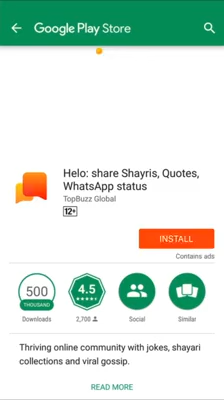 Google Play Store
Helo: share Shayris, Quotes,
WhatsApp status
TopBuzz Global
12+
INSTALL
Contains ads
500
THOUSAND
4.5
Downloads
2,700
Social
Similar
Thriving online community with jokes, shayari
collections and viral gossip.
READ MORE